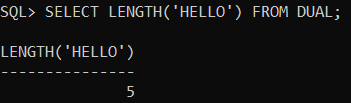 SQL> SELECT LENGTH('HELLO') FROM DUAL;
LENGTH('HELLO')
---------------
5